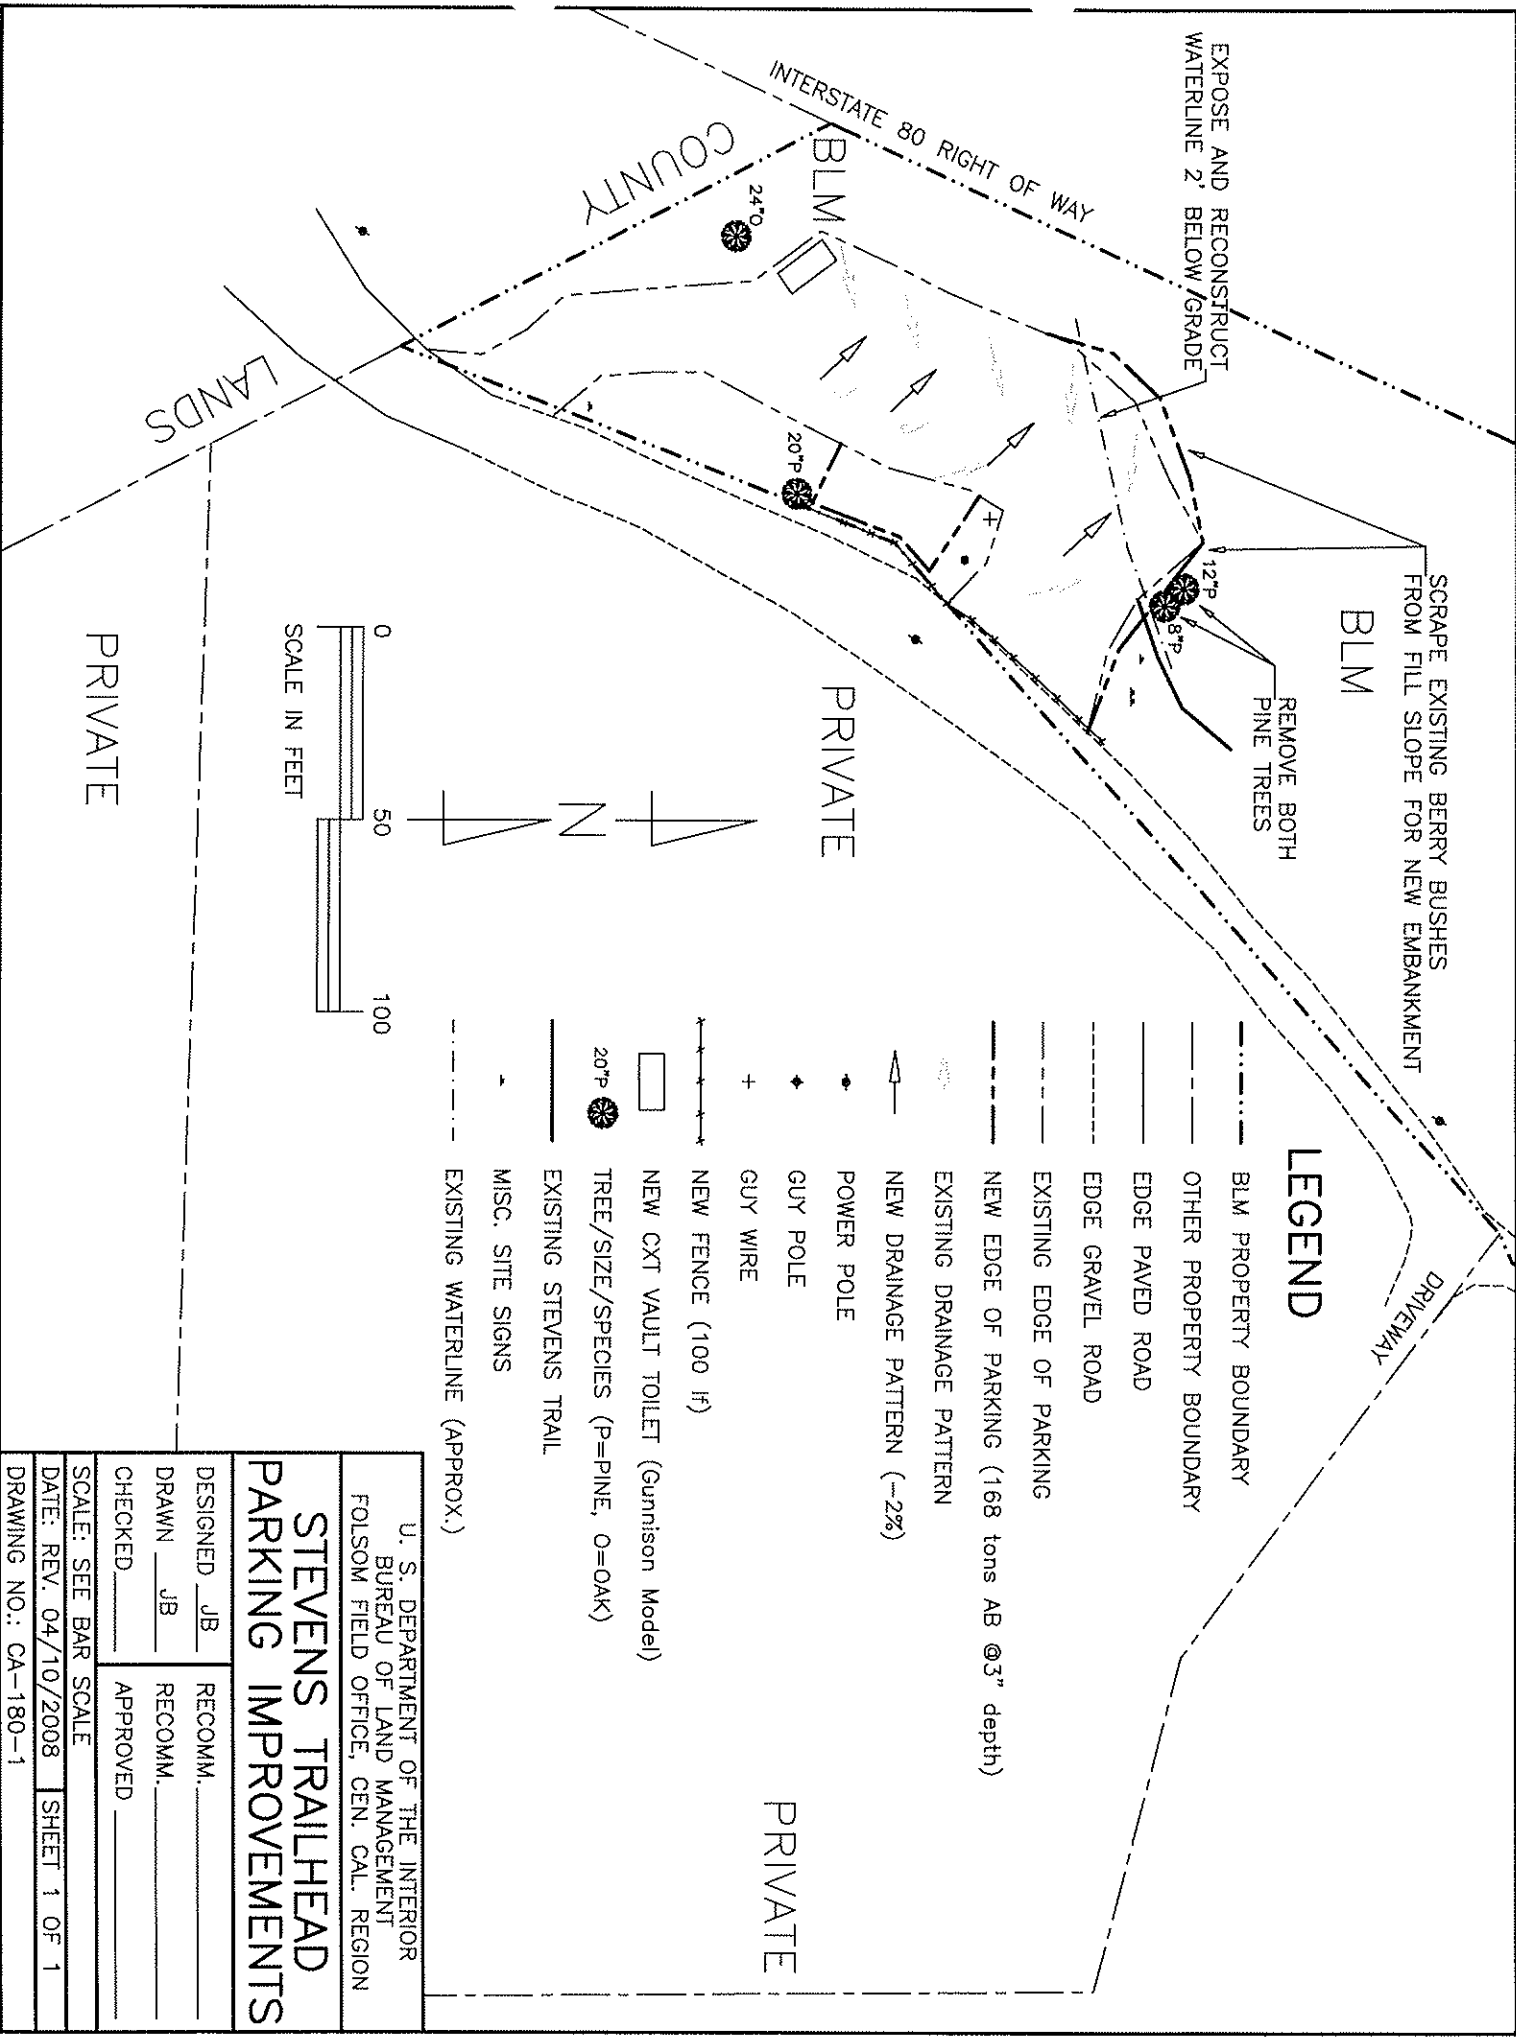 EXPOSE AND RECONSTRUCT
WATERLINE 2' BELOW GRADE
SCRAPE EXISTING BERRY BUSHES
FROM FILL SLOPE FOR NEW EMBANKMENT
REMOVE BOTH
PINE TREES
INTERSTATE 80 RIGHT OF WAY
BLM
BLM
12"P
8"P
20"P
24"O
COUNTY
LANDS
PRIVATE
PRIVATE
PRIVATE
DRIVEWAY
N
0
50
100
SCALE IN FEET
LEGEND
BLM PROPERTY BOUNDARY
OTHER PROPERTY BOUNDARY
EDGE PAVED ROAD
EDGE GRAVEL ROAD
EXISTING EDGE OF PARKING
NEW EDGE OF PARKING (168 tons AB @3" depth)
EXISTING DRAINAGE PATTERN
NEW DRAINAGE PATTERN (-2%)
POWER POLE
GUY POLE
GUY WIRE
NEW FENCE (100 lf)
NEW CXT VAULT TOILET (Gunnison Model)
20"P
TREE/SIZE/SPECIES (P=PINE, O=OAK)
EXISTING STEVENS TRAIL
MISC. SITE SIGNS
EXISTING WATERLINE (APPROX.)
U. S. DEPARTMENT OF THE INTERIOR
BUREAU OF LAND MANAGEMENT
FOLSOM FIELD OFFICE, CEN. CAL. REGION
STEVENS TRAILHEAD
PARKING IMPROVEMENTS
DESIGNED JB
RECOMM.
DRAWN JB
RECOMM.
CHECKED
APPROVED
SCALE: SEE BAR SCALE
DATE: REV. 04/10/2008
SHEET 1 OF 1
DRAWING NO.: CA-180-1